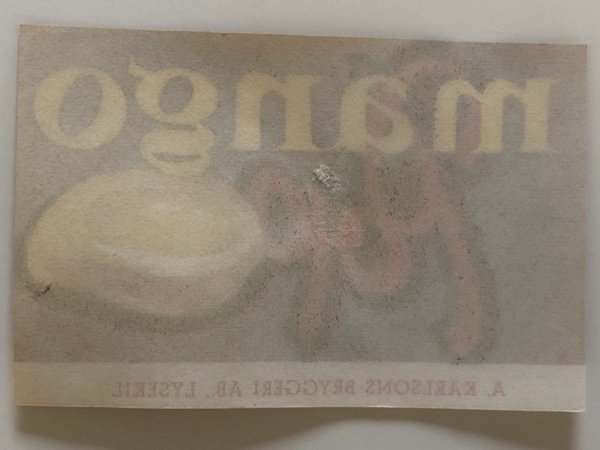 mango
A. KARLSONS BRYGGERI AB., LYSEKIL